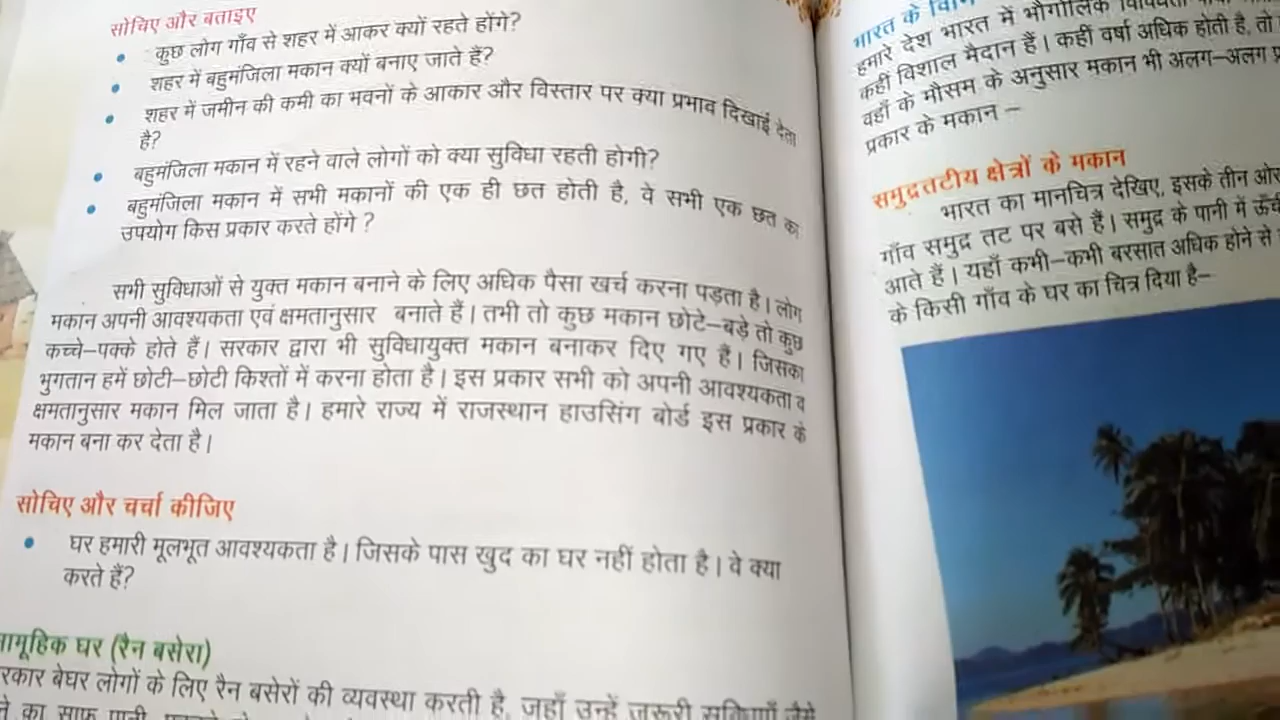 सोचिए और बताइए
• कुछ लोग गाँव से शहर में आकर क्यों रहते होंगे?
• शहर में बहुमंजिला मकान क्यों बनाए जाते हैं?
• शहर में जमीन की कमी का भवनों के आकार और विस्तार पर क्या प्रभाव दिखाई देता
है?
• बहुमंजिला मकान में रहने वाले लोगों को क्या सुविधा रहती होगी?
• बहुमंजिला मकान में सभी मकानों की एक ही छत होती है, वे सभी एक छत का
उपयोग किस प्रकार करते होंगे ?
सभी सुविधाओं से युक्त मकान बनाने के लिए अधिक पैसा खर्च करना पड़ता है। लोग
मकान अपनी आवश्यकता एवं क्षमतानुसार बनाते हैं। तभी तो कुछ मकान छोटे–बड़े तो कुछ
कच्चे–पक्के होते हैं। सरकार द्वारा भी सुविधायुक्त मकान बनाकर दिए गए हैं। जिसका
भुगतान हमें छोटी–छोटी किश्तों में करना होता है। इस प्रकार सभी को अपनी आवश्यकता व
क्षमतानुसार मकान मिल जाता है। हमारे राज्य में राजस्थान हाउसिंग बोर्ड इस प्रकार के
मकान बना कर देता है।
सोचिए और चर्चा कीजिए
• घर हमारी मूलभूत आवश्यकता है। जिसके पास खुद का घर नहीं होता है। वे क्या
करते हैं?
घर (रैन बसेरा)
बेघर लोगों के लिए रैन बसेरों की व्यवस्था करती है, जहाँ उन्हें जरूरी
भारत के
हमारे देश भारत में भौगोलिक
कहीं विशाल मैदान हैं। कहीं वर्षा अधिक होती है, तो
वहाँ के मौसम के अनुसार मकान भी अलग–अलग
प्रकार के मकान –
समुद्रतटीय क्षेत्रों के मकान
भारत का मानचित्र देखिए, इसके तीन ओर
गाँव समुद्र तट पर बसे हैं। समुद्र के पानी में
आते हैं। यहाँ कभी–कभी बरसात अधिक होने से
के किसी गाँव के घर का चित्र दिया है–